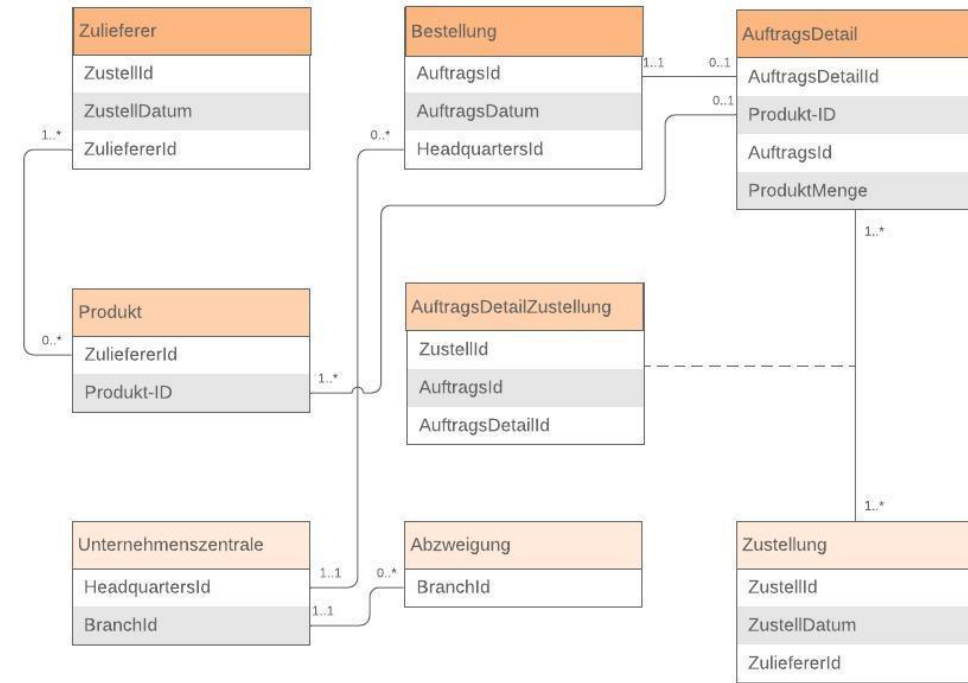 Zulieferer
ZustellId
ZustellDatum
ZuliefererId
1..*
Bestellung
AuftragsId
AuftragsDatum
HeadquartersId
1..1
0..1
0..*
AuftragsDetail
AuftragsDetailId
Produkt-ID
AuftragsId
ProduktMenge
0..1
1..*
Produkt
ZuliefererId
Produkt-ID
0..*
1..*
AuftragsDetailZustellung
ZustellId
AuftragsId
AuftragsDetailId
1..*
Unternehmenszentrale
HeadquartersId
BranchId
1..1
0..*
1..1
Abzweigung
BranchId
Zustellung
ZustellId
ZustellDatum
ZuliefererId